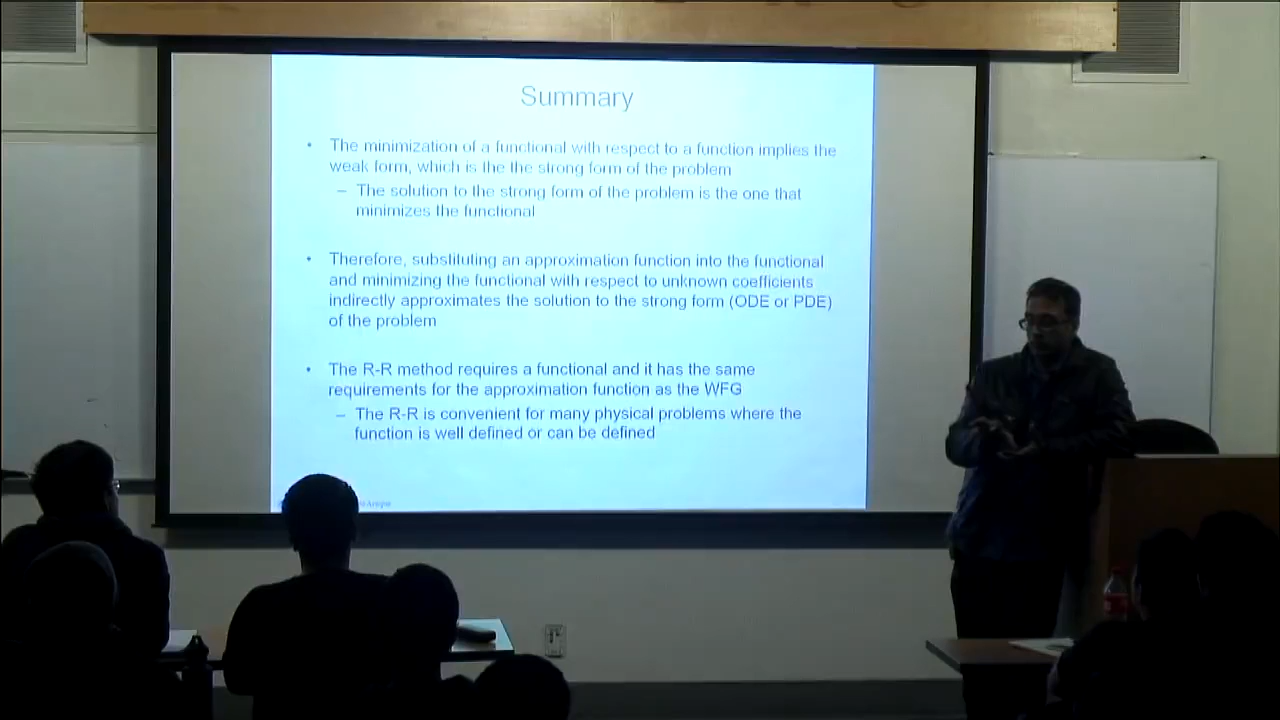 Summary
• The minimization of a functional with respect to a function implies the
weak form, which is the the strong form of the problem
– The solution to the strong form of the problem is the one that
minimizes the functional
• Therefore, substituting an approximation function into the functional
and minimizing the functional with respect to unknown coefficients
indirectly approximates the solution to the strong form (ODE or PDE)
of the problem
• The R-R method requires a functional and it has the same
requirements for the approximation function as the WFG
– The R-R is convenient for many physical problems where the
function is well defined or can be defined